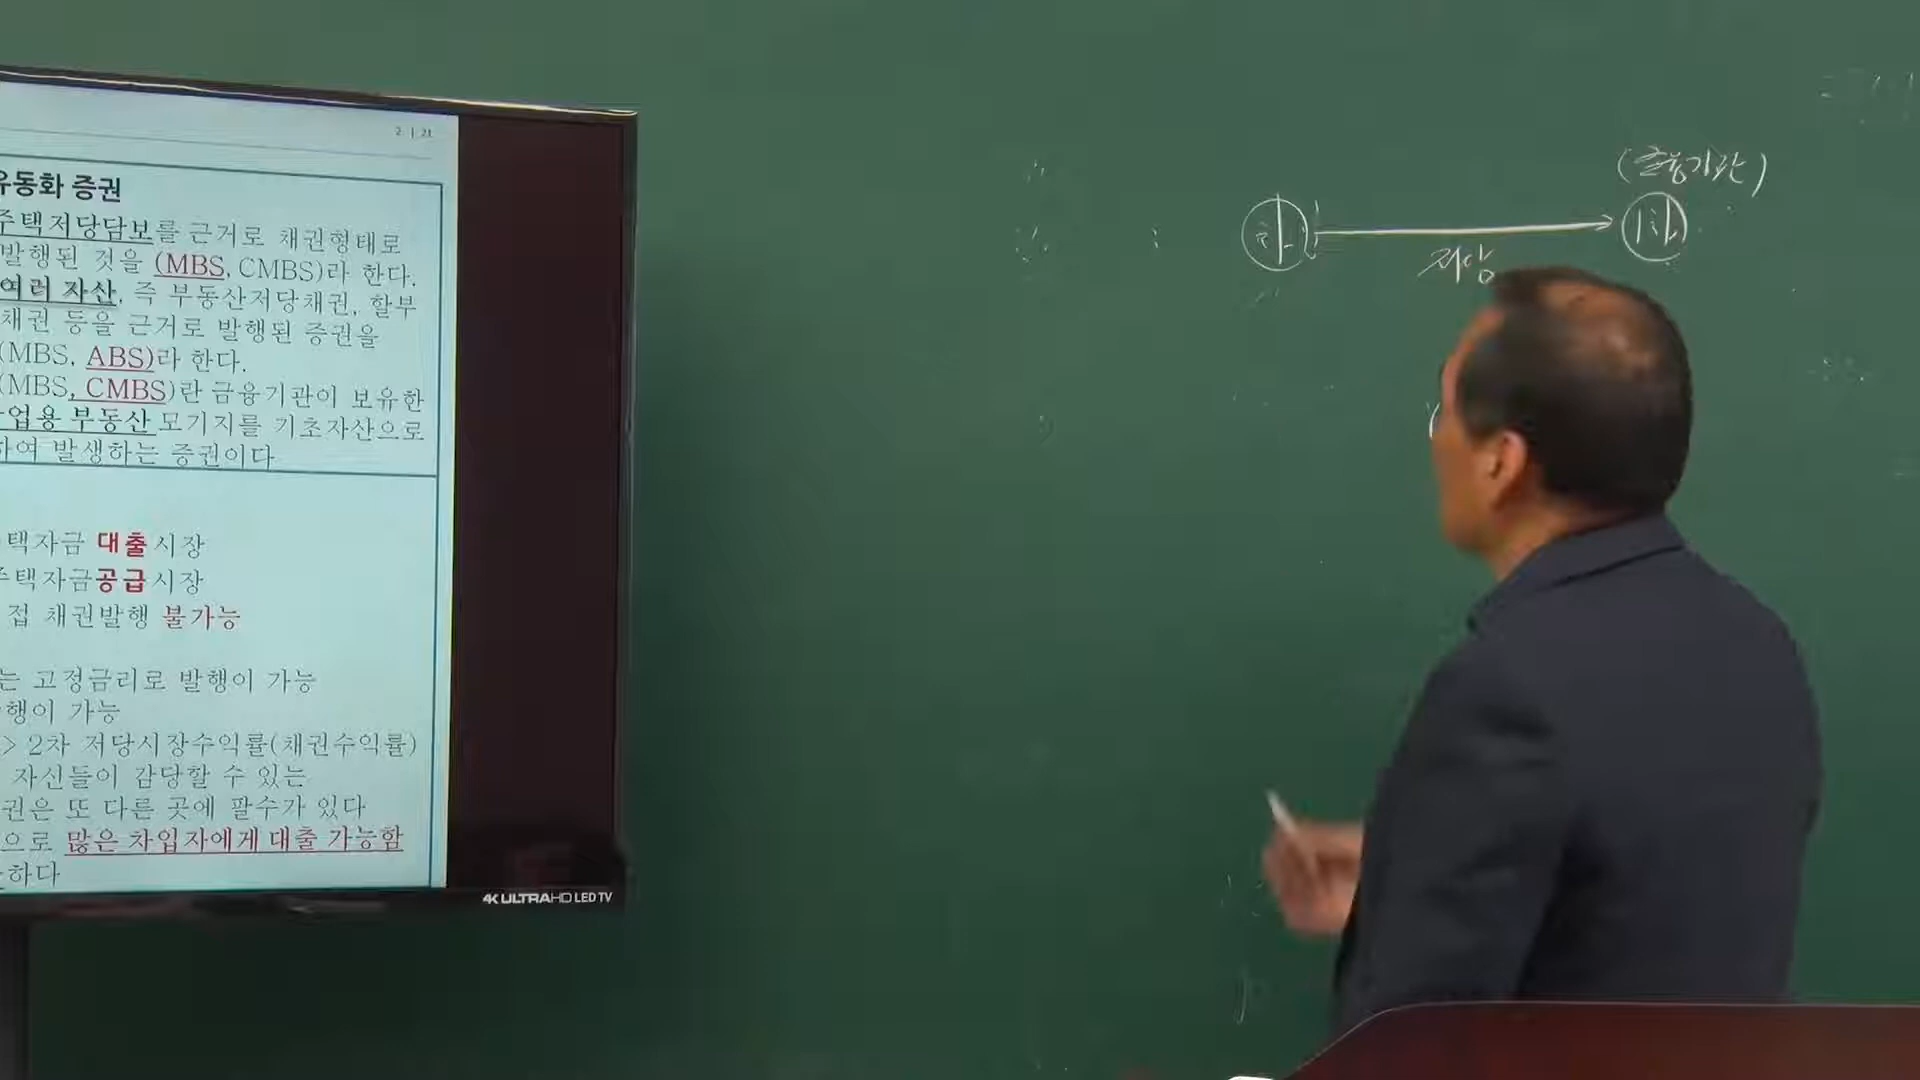 2 | 21
유동화 증권
주택저당담보를 근거로 채권형태로
발행된 것을 (MBS, CMBS)라 한다.
여러 자산, 즉 부동산저당채권, 할부
채권 등을 근거로 발행된 증권을
(MBS, ABS)라 한다.
(MBS, CMBS)란 금융기관이 보유한
업용 부동산 모기지를 기초자산으로
하여 발생하는 증권이다
택자금 대출시장
주택자금공급시장
접 채권발행 불가능
는 고정금리로 발행이 가능
행이 가능
> 2차 저당시장수익률(채권수익률)
자신들이 감당할 수 있는
권은 또 다른 곳에 팔수가 있다
으로 많은 차입자에게 대출 가능함
하다
4K ULTRAHD LED TV
(금융기관)
저당